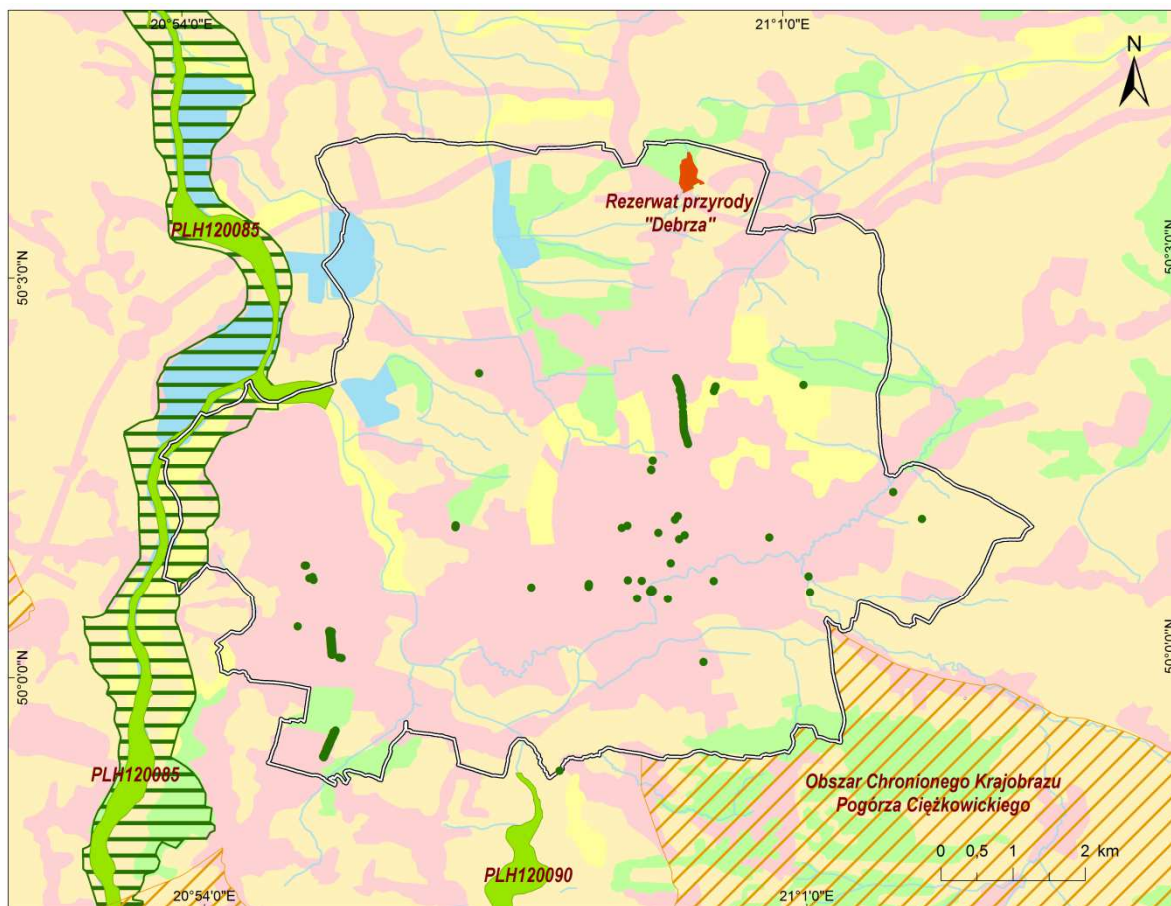 20°54'0"E
21°1'0"E
N
Rezerwat przyrody
"Debrza"
PLH120085
50°3'0"N
50°3'0"N
50°0'0"N
50°0'0"N
PLH120085
Obszar Chronionego Krajobrazu
Pogórza Ciężkowickiego
0 0,5 1 2 km
PLH120090
20°54'0"E
21°1'0"E